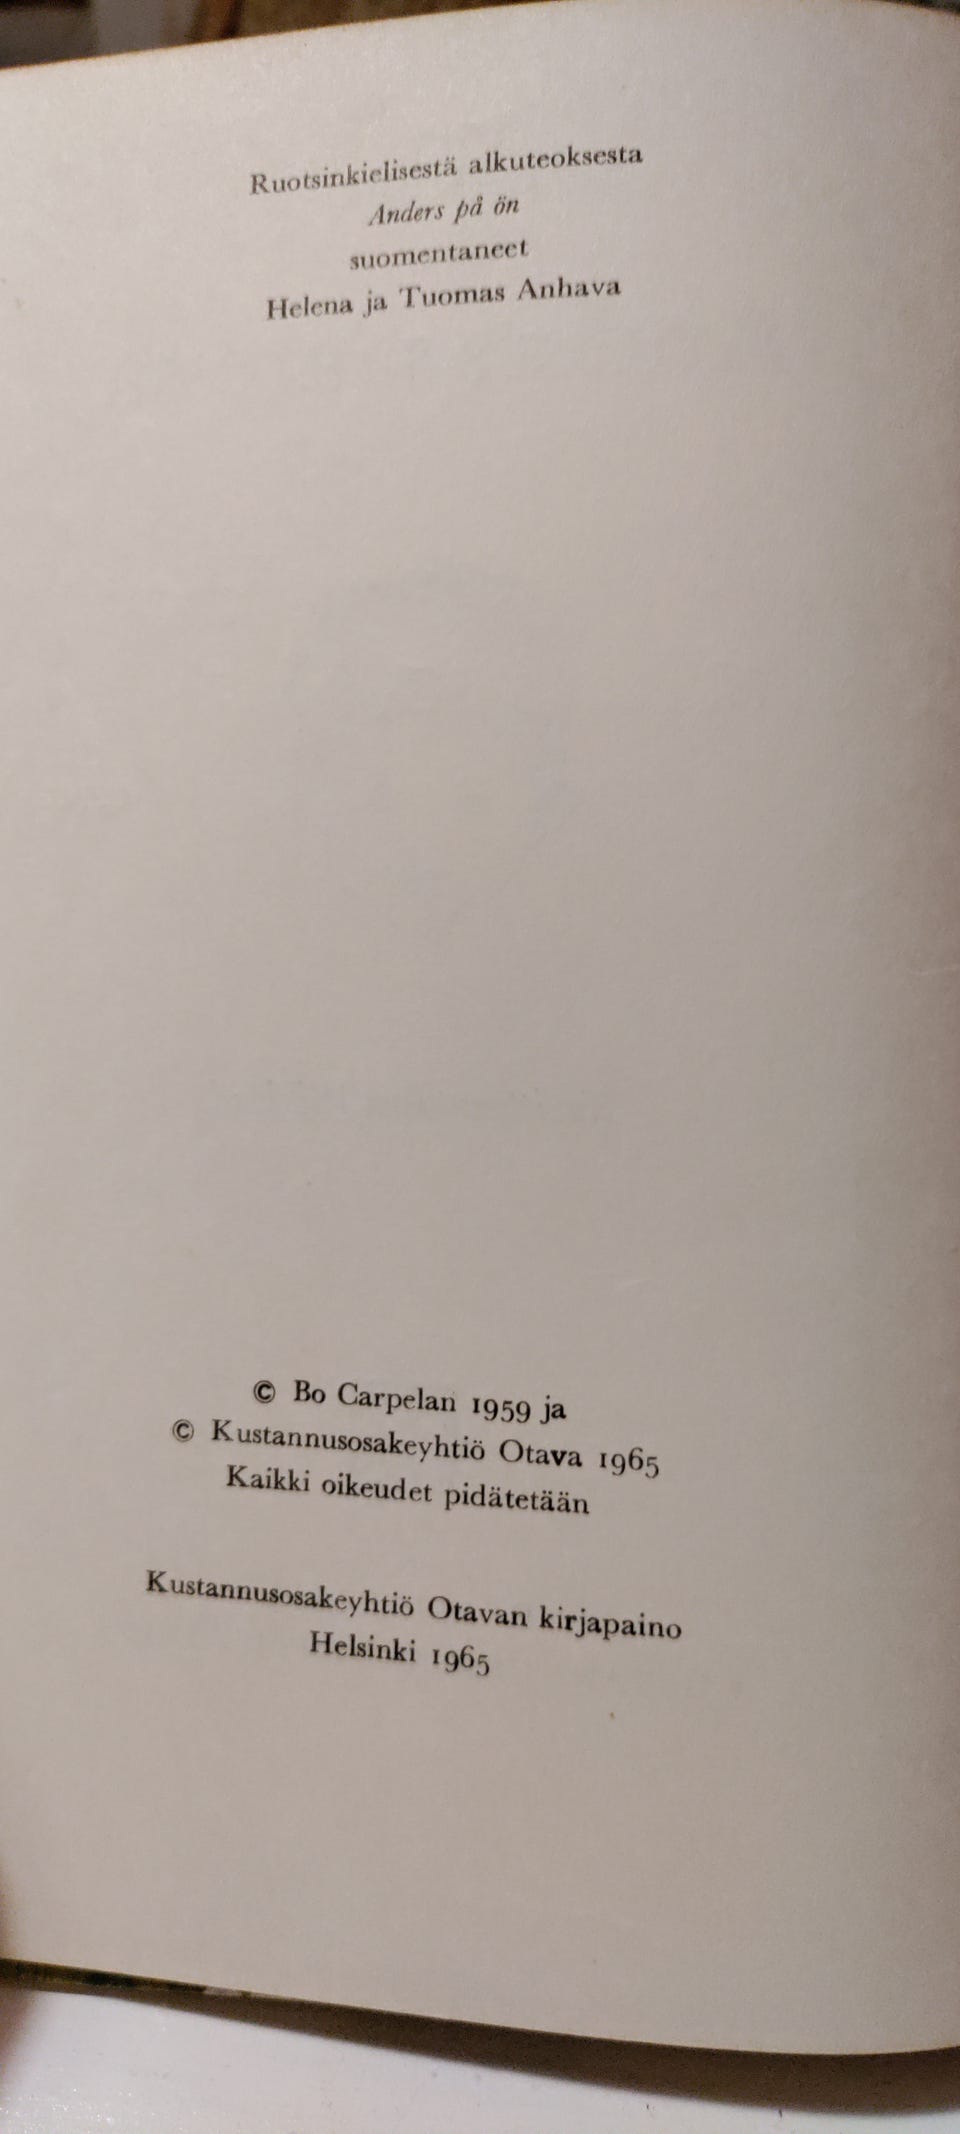 Ruotsinkielisestä alkuteoksesta
Anders på ön
suomentaneet
Helena ja Tuomas Anhava
© Bo Carpelan 1959 ja
© Kustannusosakeyhtiö Otava 1965
Kaikki oikeudet pidätetään
Kustannusosakeyhtiö Otavan kirjapaino
Helsinki 1965